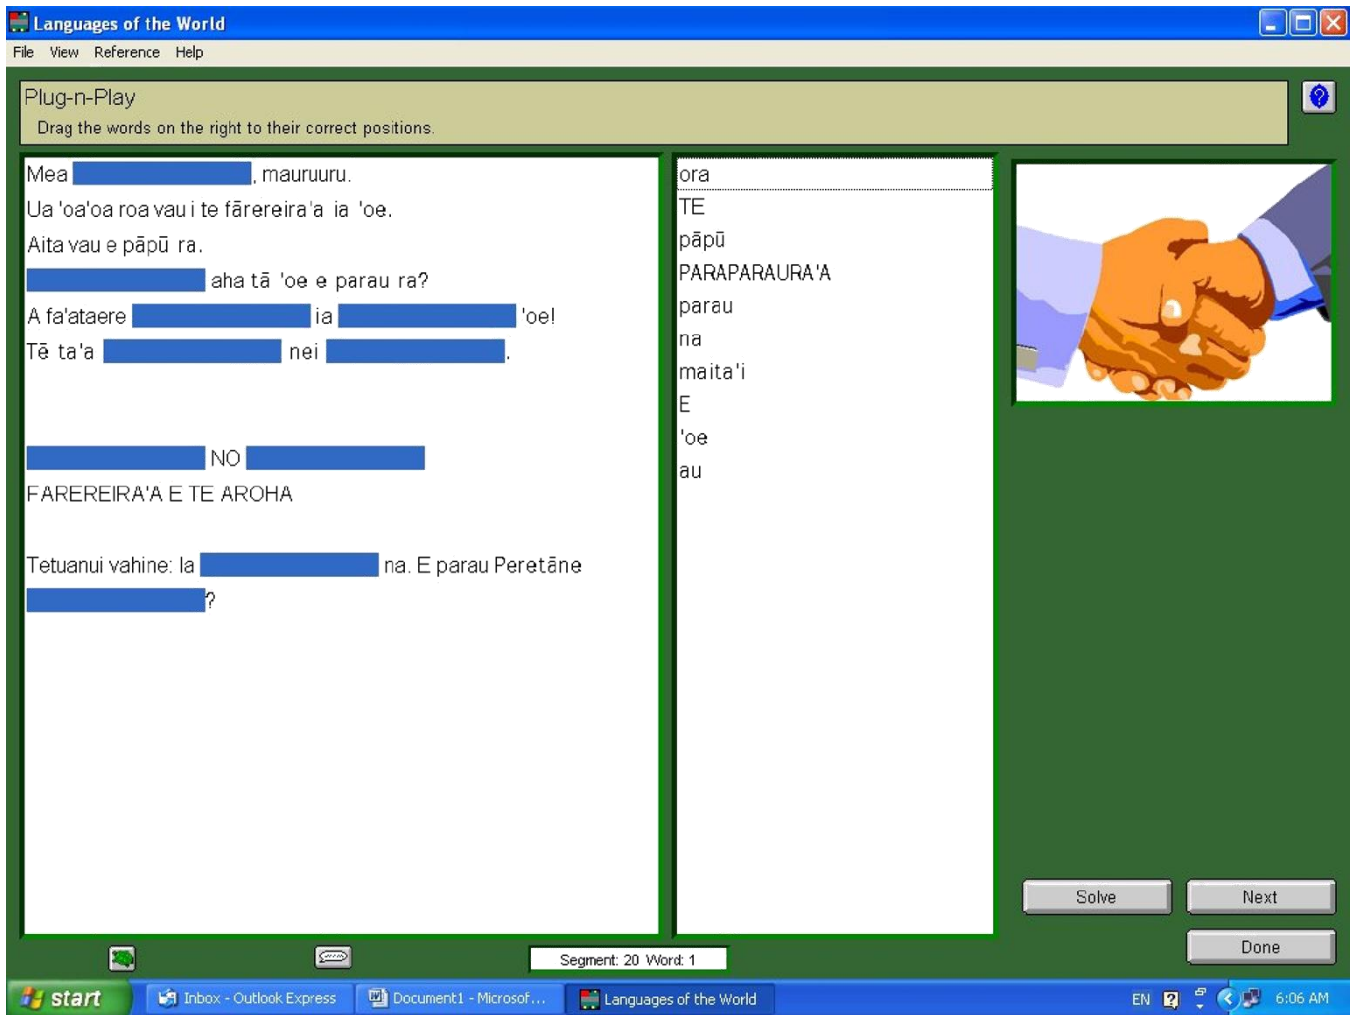 Languages of the World
File View Reference Help
Plug-n-Play
Drag the words on the right to their correct positions.
Mea , mauruuru.
Ua 'oa'oa roa vau i te fārereira'a ia 'oe.
Aita vau e pāpū ra.
aha tā 'oe e parau ra?
A fa'ataere ia 'oe!
Tē ta'a nei .
NO
FAREREIRA'A E TE AROHA
Tetuanui vahine: Ia na. E parau Peretāne
?
ora
TE
pāpū
PARAPARAURA'A
parau
na
maita'i
E
'oe
au
Solve Next
Done
Segment: 20 Word: 1
start Inbox - Outlook Express Document1 - Microsof... Languages of the World EN 6:06 AM